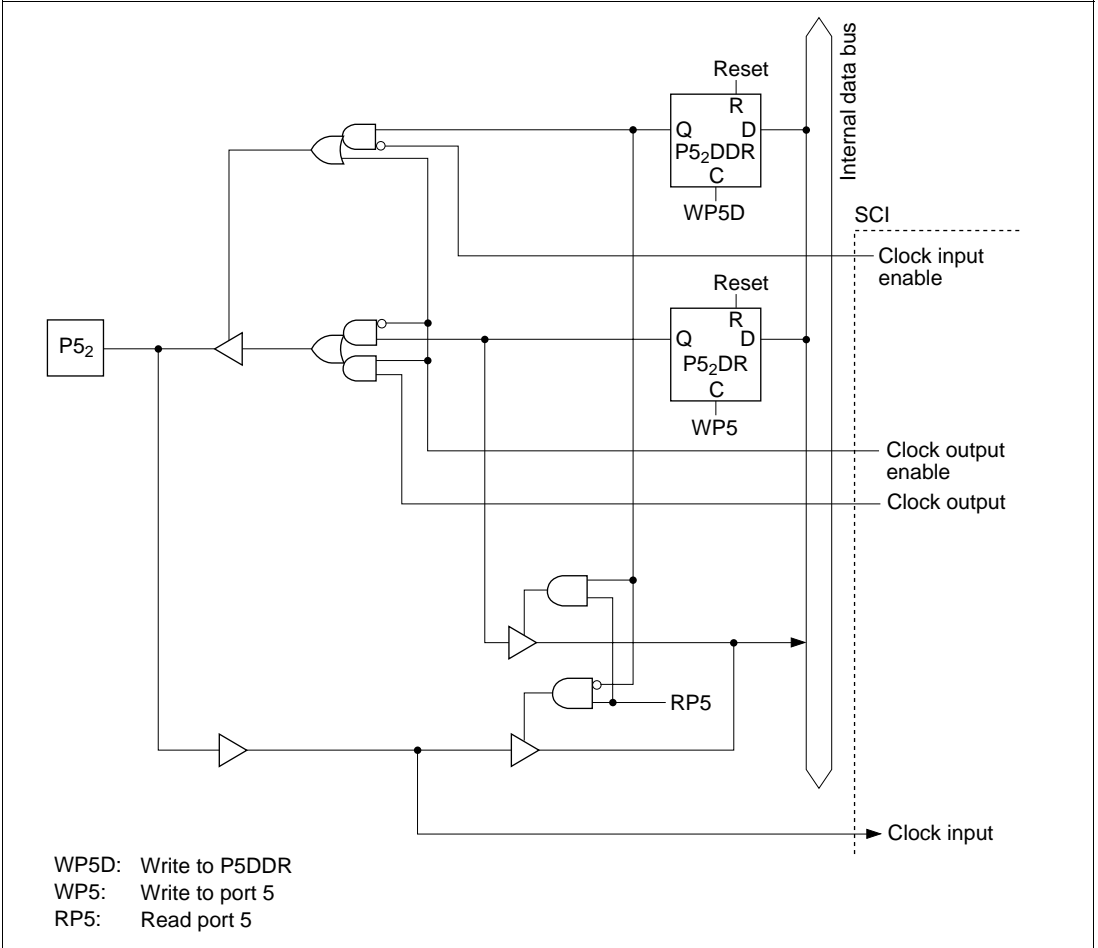 Reset
R
Q D
P5₂DDR
C
WP5D
Internal data bus
SCI
Clock input
enable
Reset
R
Q D
P5₂DR
C
WP5
P5₂
Clock output
enable
Clock output
RP5
Clock input
WP5D: Write to P5DDR
WP5: Write to port 5
RP5: Read port 5